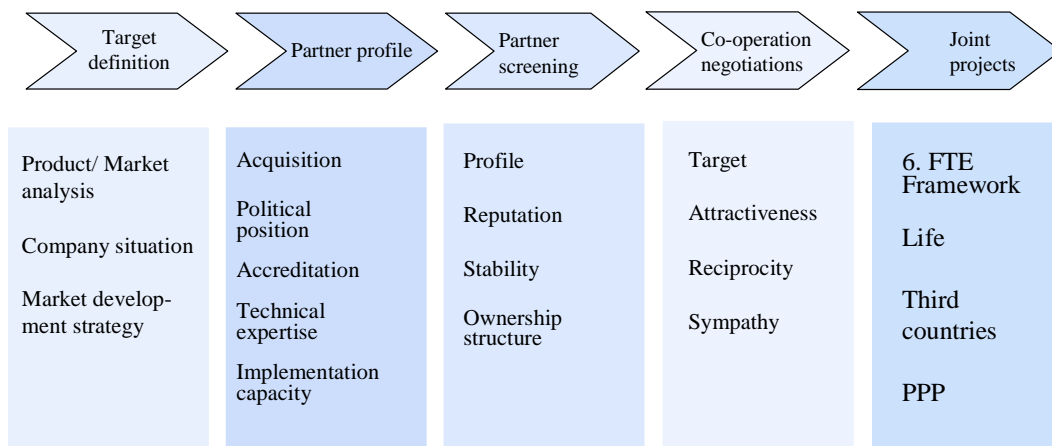 Target
definition
Partner profile
Partner
screening
Co-operation
negotiations
Joint
projects
Product/ Market
analysis
Company situation
Market develop-
ment strategy
Acquisition
Political
position
Accreditation
Technical
expertise
Implementation
capacity
Profile
Reputation
Stability
Ownership
structure
Target
Attractiveness
Reciprocity
Sympathy
6. FTE
Framework
Life
Third
countries
PPP